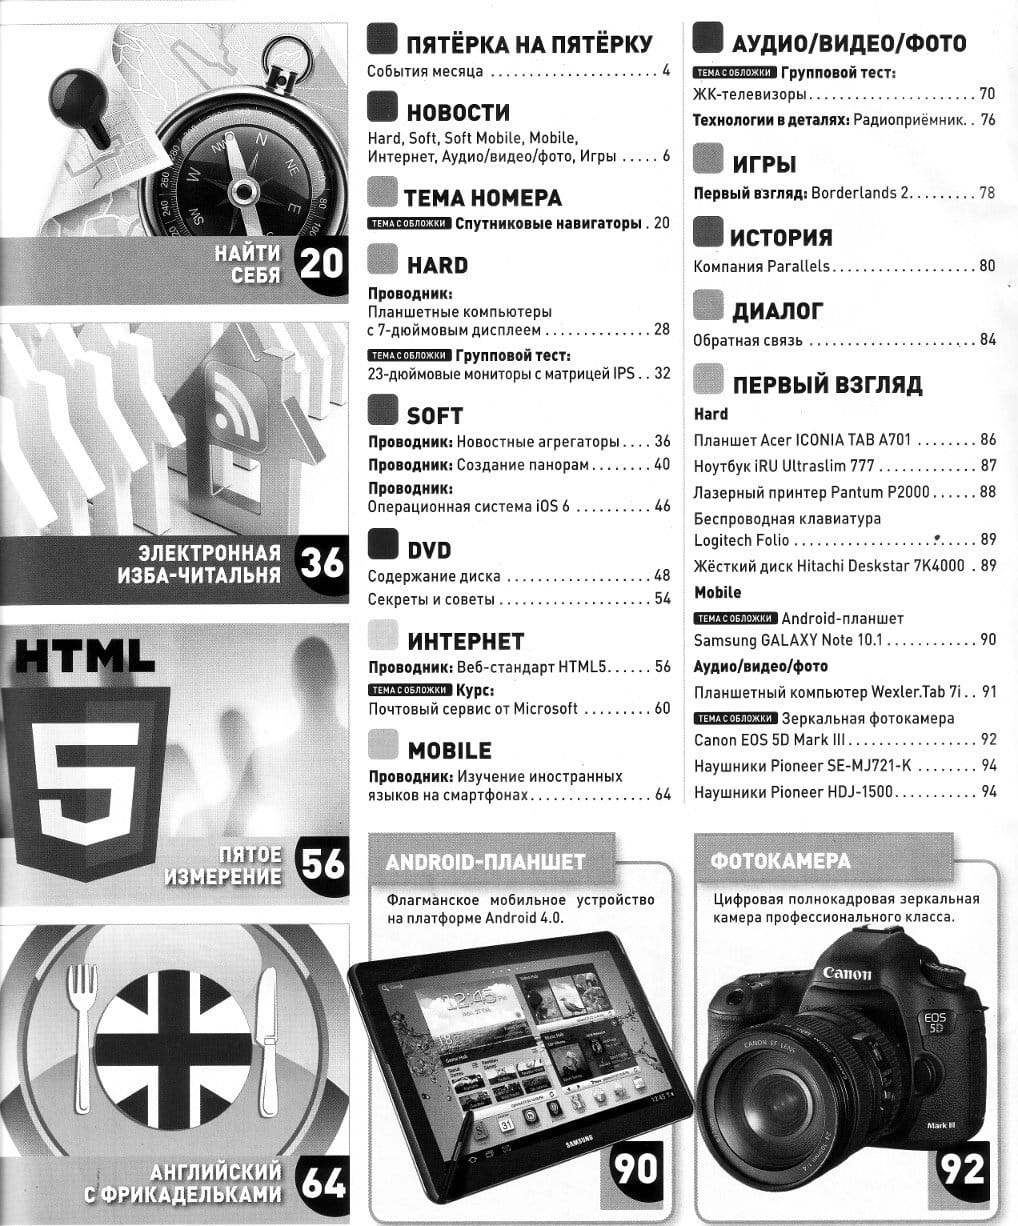 НАЙТИ
СЕБЯ 20
ЭЛЕКТРОННАЯ
ИЗБА-ЧИТАЛЬНЯ 36
HTML
5
ПЯТОЕ
ИЗМЕРЕНИЕ 56
АНГЛИЙСКИЙ
С ФРИКАДЕЛЬКАМИ 64
ПЯТЁРКА НА ПЯТЁРКУ
События месяца . . . . . . . . . . . . . . . . . . . . 4
НОВОСТИ
Hard, Soft, Soft Mobile, Mobile,
Интернет, Аудио/видео/фото, Игры . . . . . 6
ТЕМА НОМЕРА
ТЕМА С ОБЛОЖКИ Спутниковые навигаторы . 20
HARD
Проводник:
Планшетные компьютеры
с 7-дюймовым дисплеем . . . . . . . . . . . . . 28
ТЕМА С ОБЛОЖКИ Групповой тест:
23-дюймовые мониторы с матрицей IPS . . 32
SOFT
Проводник: Новостные агрегаторы . . . . 36
Проводник: Создание панорам . . . . . . . . 40
Проводник:
Операционная система iOS 6 . . . . . . . . . . 46
DVD
Содержание диска . . . . . . . . . . . . . . . . . . 48
Секреты и советы . . . . . . . . . . . . . . . . . . . 54
ИНТЕРНЕТ
Проводник: Веб-стандарт HTML5. . . . . . 56
ТЕМА С ОБЛОЖКИ Курс:
Почтовый сервис от Microsoft . . . . . . . . . 60
MOBILE
Проводник: Изучение иностранных
языков на смартфонах. . . . . . . . . . . . . . . 64
АУДИО/ВИДЕО/ФОТО
ТЕМА С ОБЛОЖКИ Групповой тест:
ЖК-телевизоры. . . . . . . . . . . . . . . . . . . . . 70
Технологии в деталях: Радиоприёмник. . 76
ИГРЫ
Первый взгляд: Borderlands 2. . . . . . . . . 78
ИСТОРИЯ
Компания Parallels. . . . . . . . . . . . . . . . . . 80
ДИАЛОГ
Обратная связь . . . . . . . . . . . . . . . . . . . . . 84
ПЕРВЫЙ ВЗГЛЯД
Hard
Планшет Acer ICONIA TAB A701 . . . . . . . . 86
Ноутбук iRU Ultraslim 777 . . . . . . . . . . . . . 87
Лазерный принтер Pantum P2000 . . . . . . 88
Беспроводная клавиатура
Logitech Folio . . . . . . . . . . . . . . . . . . . . . . . 89
Жёсткий диск Hitachi Deskstar 7K4000 . 89
Mobile
ТЕМА С ОБЛОЖКИ Android-планшет
Samsung GALAXY Note 10.1 . . . . . . . . . . . . 90
Аудио/видео/фото
Планшетный компьютер Wexler.Tab 7i . . 91
ТЕМА С ОБЛОЖКИ Зеркальная фотокамера
Canon EOS 5D Mark III . . . . . . . . . . . . . . . . 92
Наушники Pioneer SE-MJ721-K . . . . . . . . 94
Наушники Pioneer HDJ-1500. . . . . . . . . . . 94
ANDROID-ПЛАНШЕТ
Флагманское мобильное устройство
на платформе Android 4.0.
12:45
SAMSUNG
90
ФОТОКАМЕРА
Цифровая полнокадровая зеркальная
камера профессионального класса.
Canon
EOS
5D
CANON EF LENS
Mark III
92